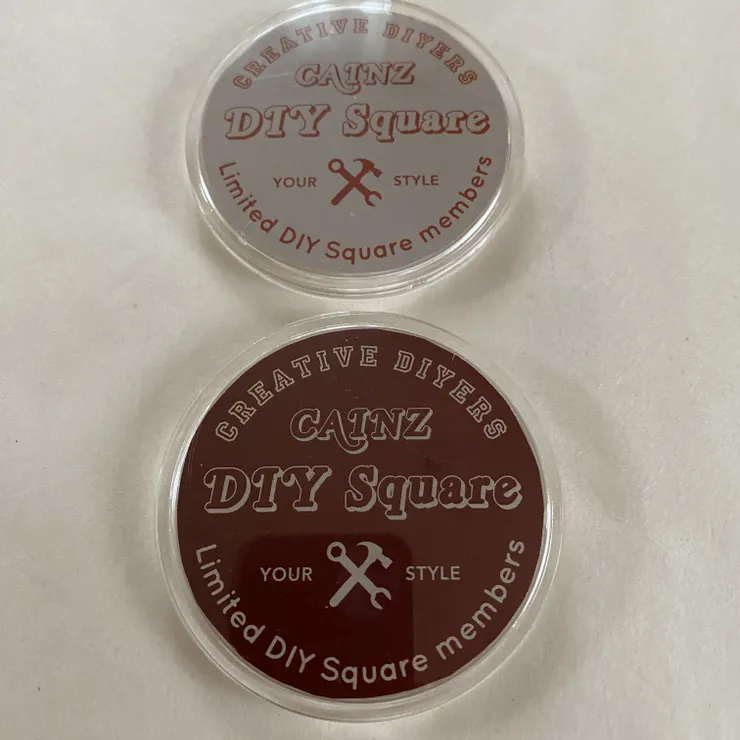 CREATIVE DIYERS
CAINZ
DIY Square
YOUR STYLE
Limited DIY Square members
CREATIVE DIYERS
CAINZ
DIY Square
YOUR STYLE
Limited DIY Square members